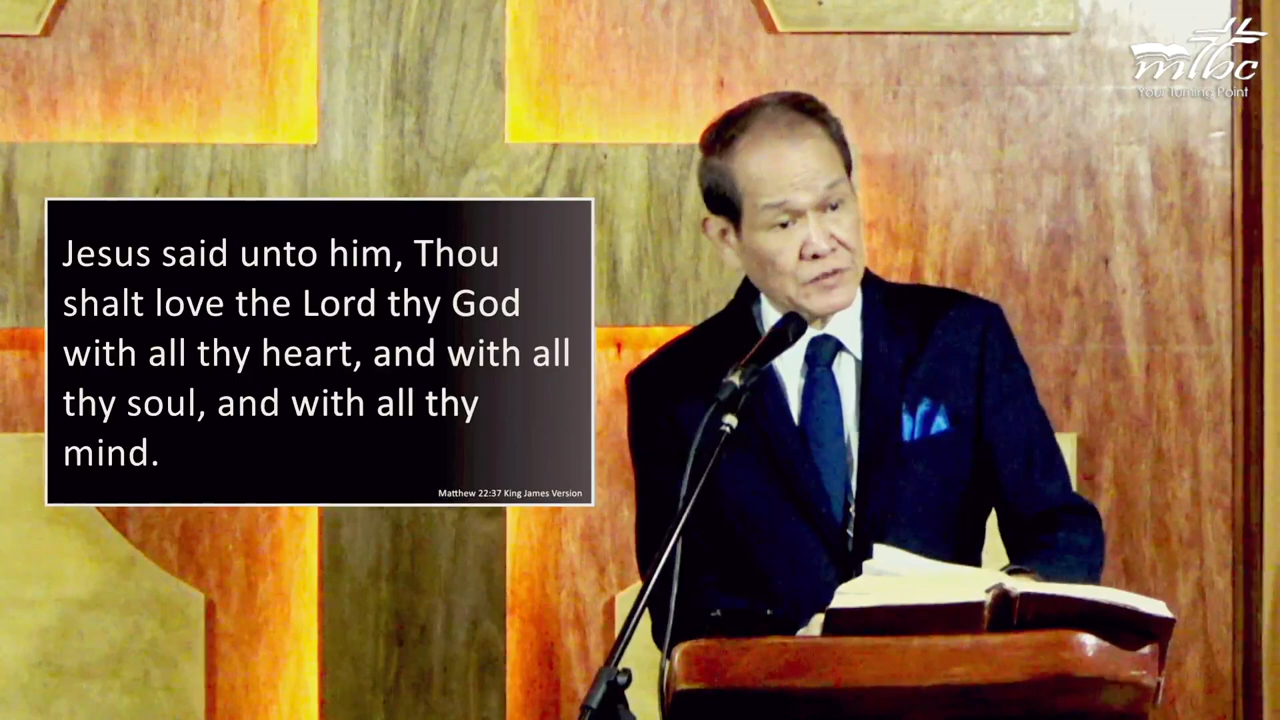 mtbc
Your Turning Point
Jesus said unto him, Thou
shalt love the Lord thy God
with all thy heart, and with all
thy soul, and with all thy
mind.
Matthew 22:37 King James Version